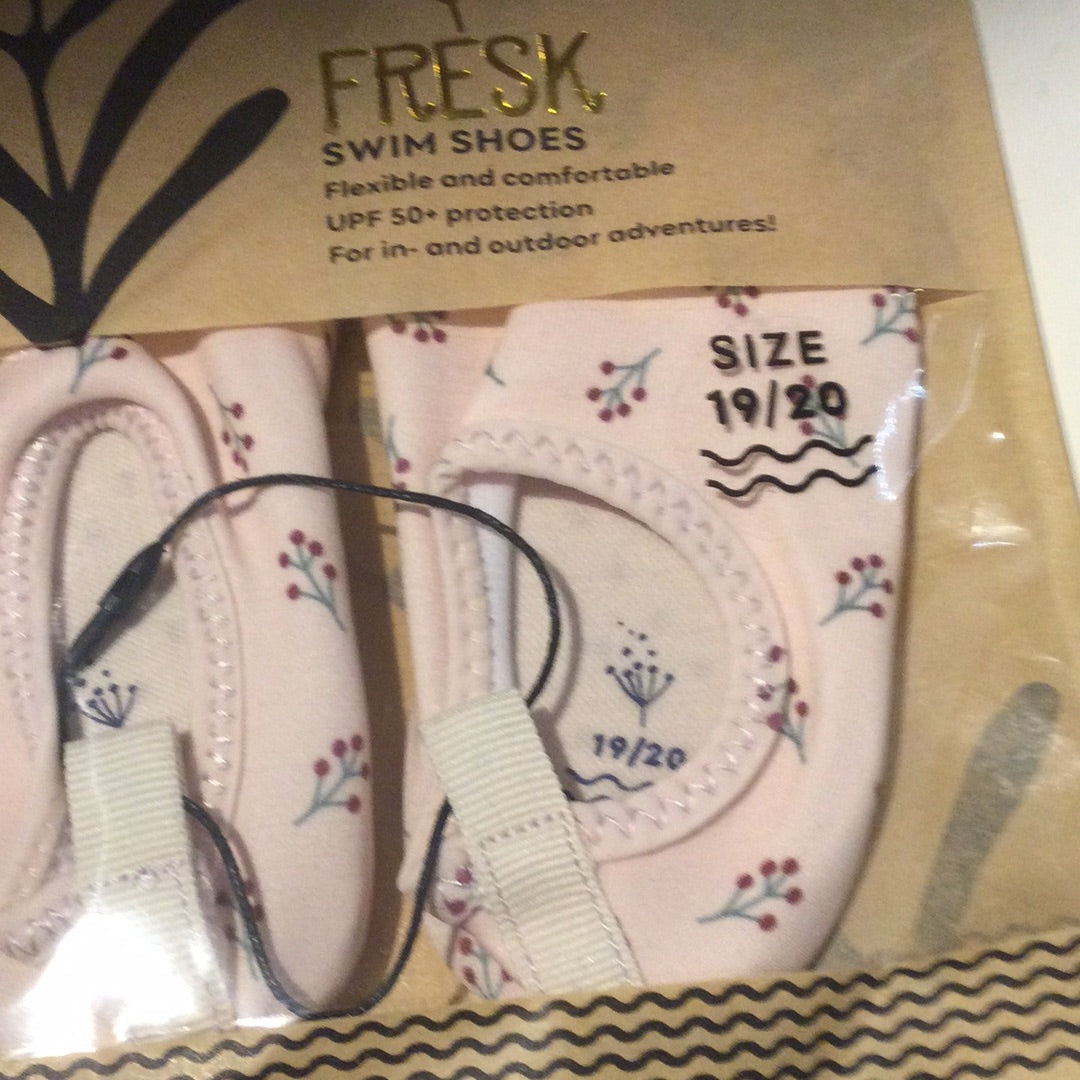 FRESK
SWIM SHOES
Flexible and comfortable
UPF 50+ protection
For in- and outdoor adventures!
SIZE
19/20
19/20